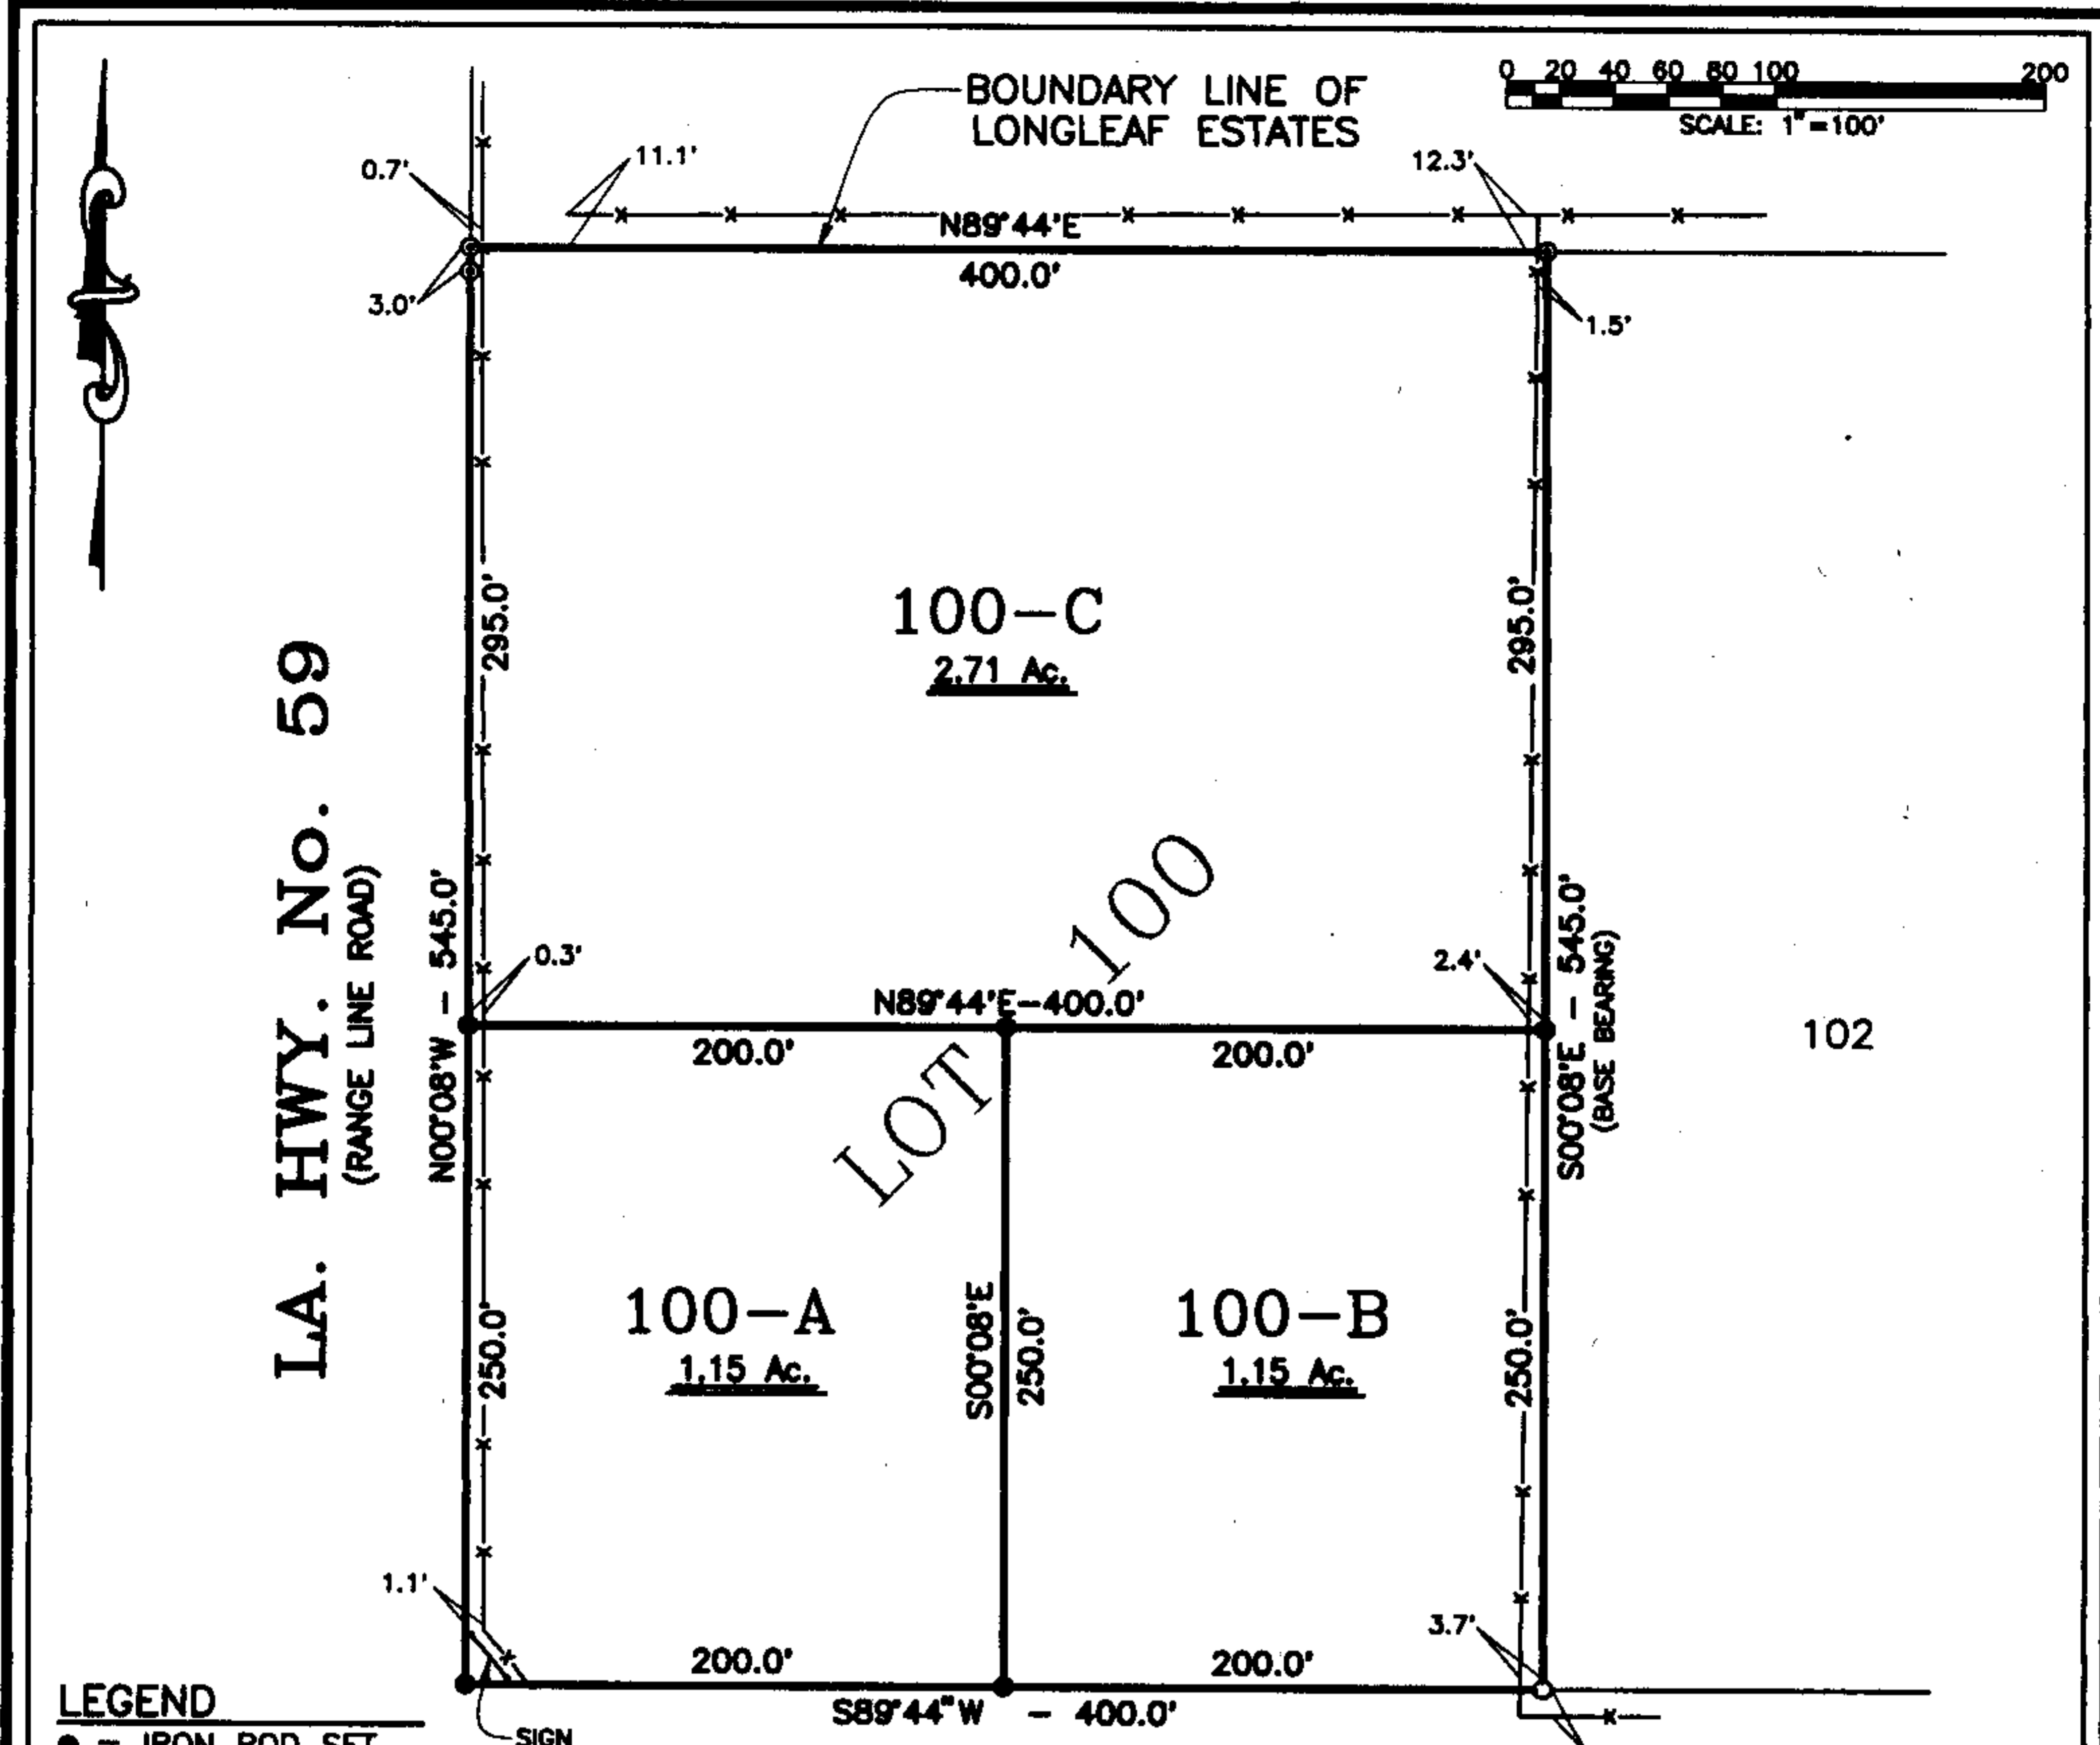 BOUNDARY LINE OF
LONGLEAF ESTATES
0 20 40 60 80 100 200
SCALE: 1"=100'
0.7'
11.1'
12.3'
N89°44'E
400.0'
3.0'
1.5'
295.0'
295.0'
100-C
2.71 Ac.
LA. HWY. No. 59
(RANGE LINE ROAD)
N00°08'W - 545.0'
S00°08'E - 545.0'
(BASE BEARING)
0.3'
2.4'
LOT 100
N89°44'E-400.0'
200.0'
200.0'
102
100-A
1.15 Ac.
100-B
1.15 Ac.
250.0'
S00°08'E
250.0'
250.0'
1.1'
3.7'
200.0'
200.0'
S89°44"W - 400.0'
SIGN
LEGEND
● = IRON ROD SET